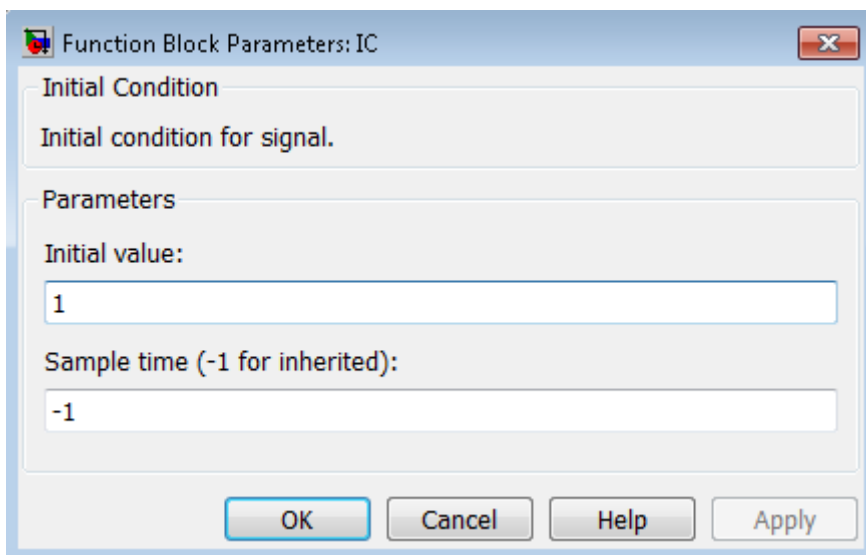 Function Block Parameters: IC
Initial Condition
Initial condition for signal.
Parameters
Initial value:
1
Sample time (-1 for inherited):
-1
OK Cancel Help Apply